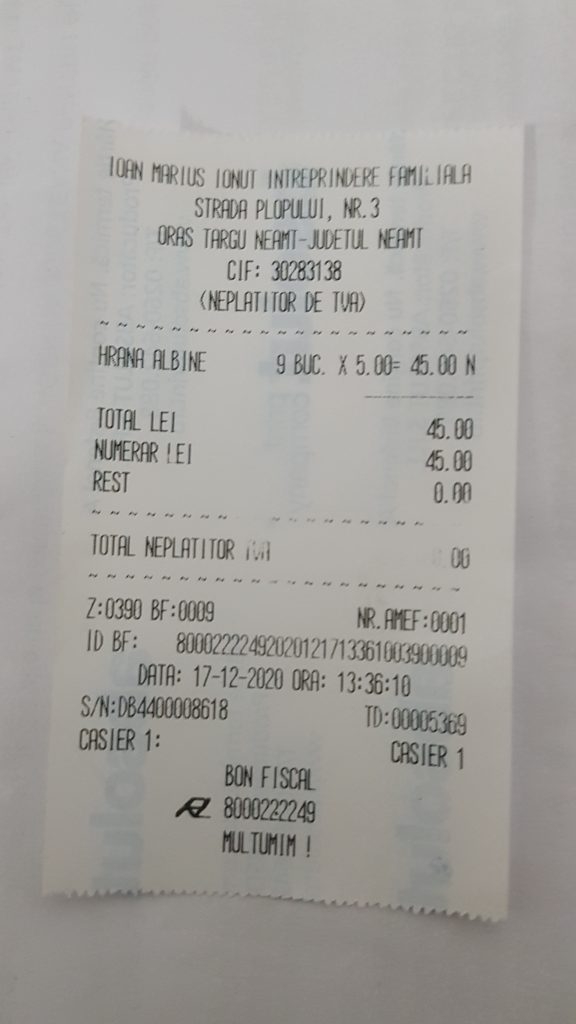 IOAN MARIUS IONUT INTREPRINDERE FAMILIALA
STRADA PLOPULUI, NR.3
ORAS TARGU NEAMT-JUDETUL NEAMT
CIF: 30283138
(NEPLATITOR DE TVA)
HRANA ALBINE 9 BUC. X 5.00= 45.00 N
TOTAL LEI 45.00
NUMERAR LEI 45.00
REST 0.00
TOTAL NEPLATITOR TVA
Z:0390 BF:0009 NR.AMEF:0001
ID BF: 80002222492020121713361003900009
DATA: 17-12-2020 ORA: 13:36:10
S/N:DB4400008618 TD:00005369
CASIER 1: CASIER 1
BON FISCAL
8000222249
MULTUMIM !